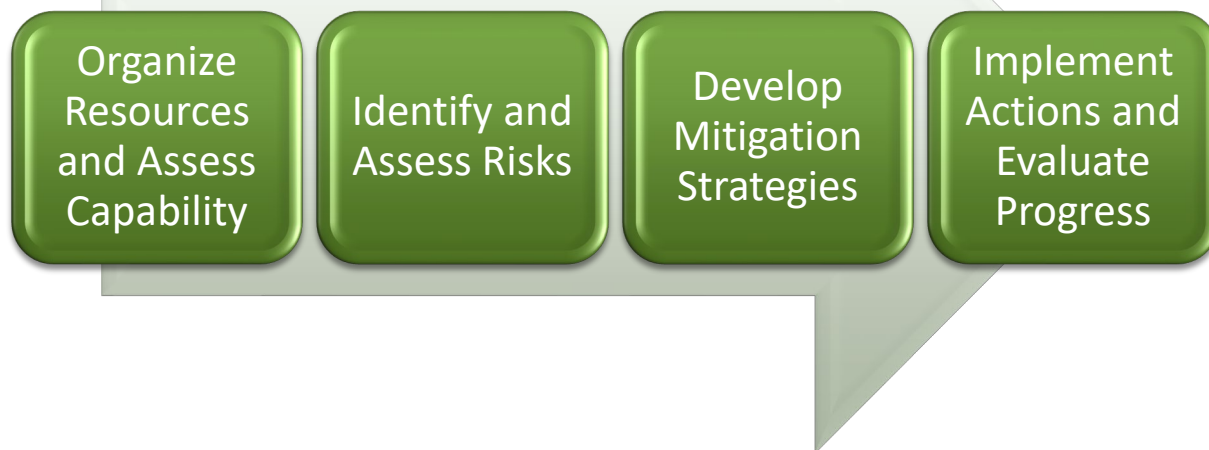 Organize
Resources
and Assess
Capability
Identify and
Assess Risks
Develop
Mitigation
Strategies
Implement
Actions and
Evaluate
Progress